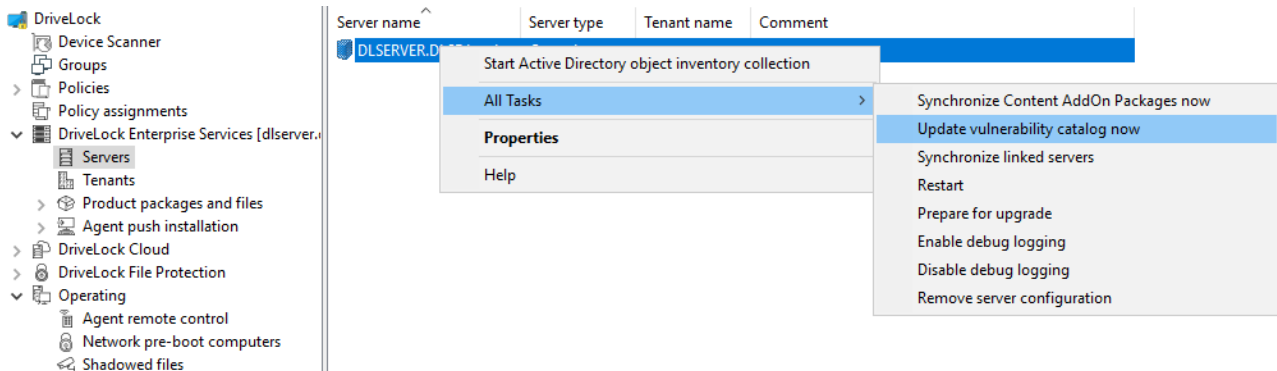 DriveLock
Device Scanner
Groups
Policies
Policy assignments
DriveLock Enterprise Services [dlserver.
Servers
Tenants
Product packages and files
Agent push installation
DriveLock Cloud
DriveLock File Protection
Operating
Agent remote control
Network pre-boot computers
Shadowed files
Server name Server type Tenant name Comment
DLSERVER.D
Start Active Directory object inventory collection
All Tasks
Properties
Help
Synchronize Content AddOn Packages now
Update vulnerability catalog now
Synchronize linked servers
Restart
Prepare for upgrade
Enable debug logging
Disable debug logging
Remove server configuration